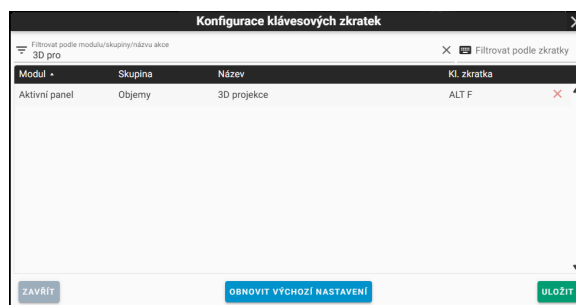 Konfigurace klávesových zkratek
Filtrovat podle modulu/skupiny/názvu akce
3D pro
Filtrovat podle zkratky
Modul Skupina Název Kl. zkratka
Aktivní panel Objemy 3D projekce ALT F
ZAVŘÍT OBNOVIT VÝCHOZÍ NASTAVENÍ ULOŽIT